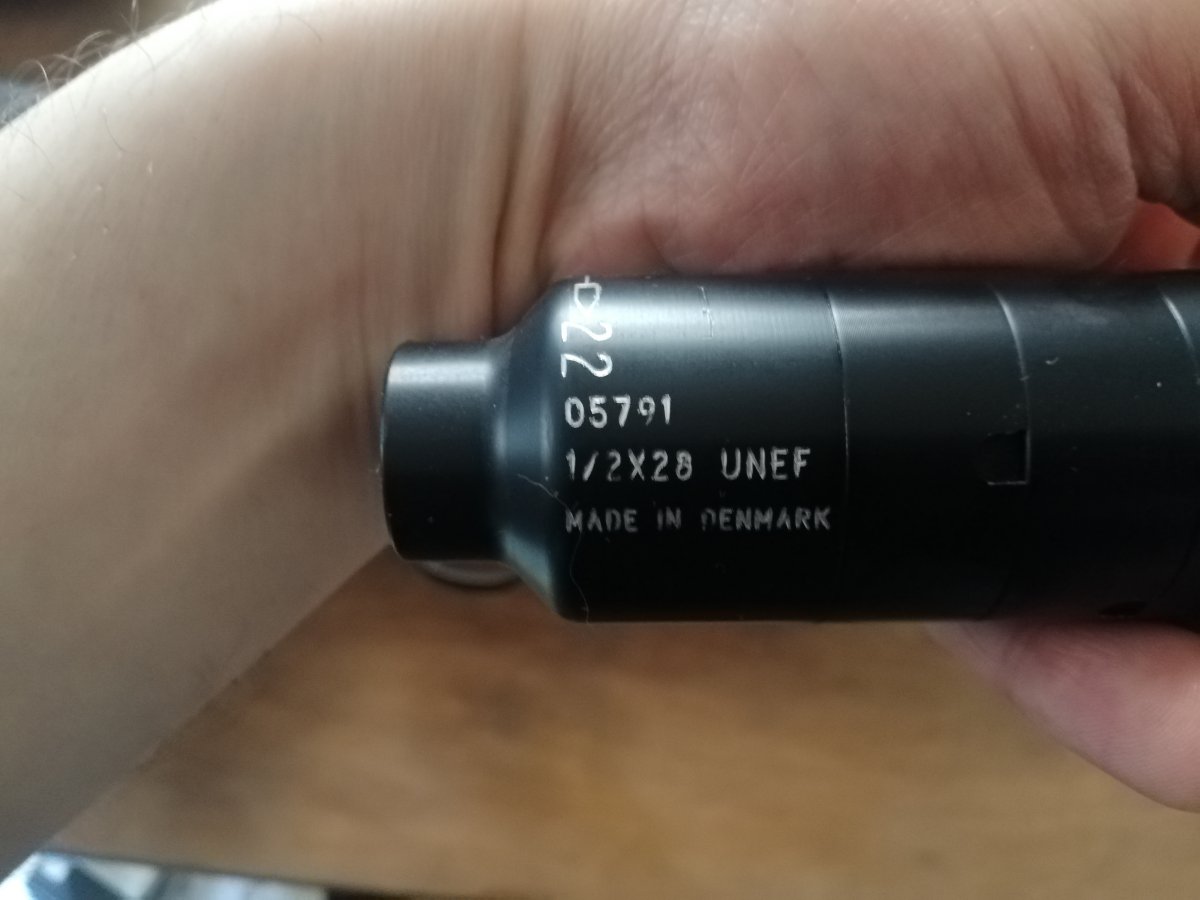 22
05791
1/2X28 UNEF
MADE IN DENMARK